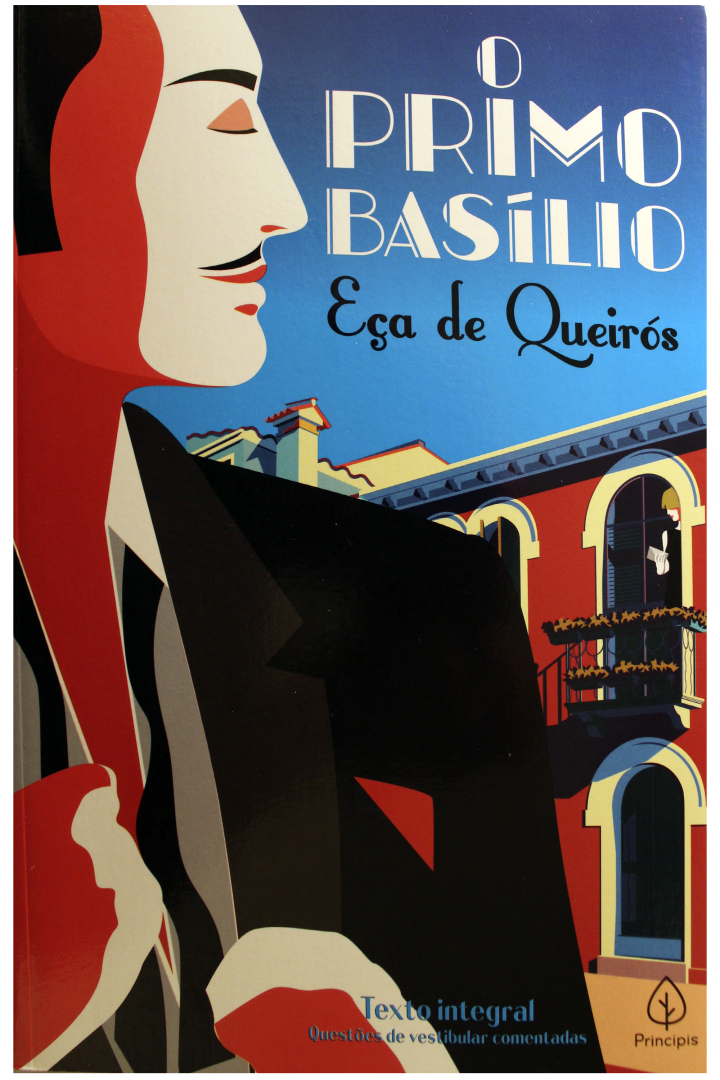 O
PRIMO
BASÍLIO
Eça de Queirós
Texto integral
Questões de vestibular comentadas
Principis